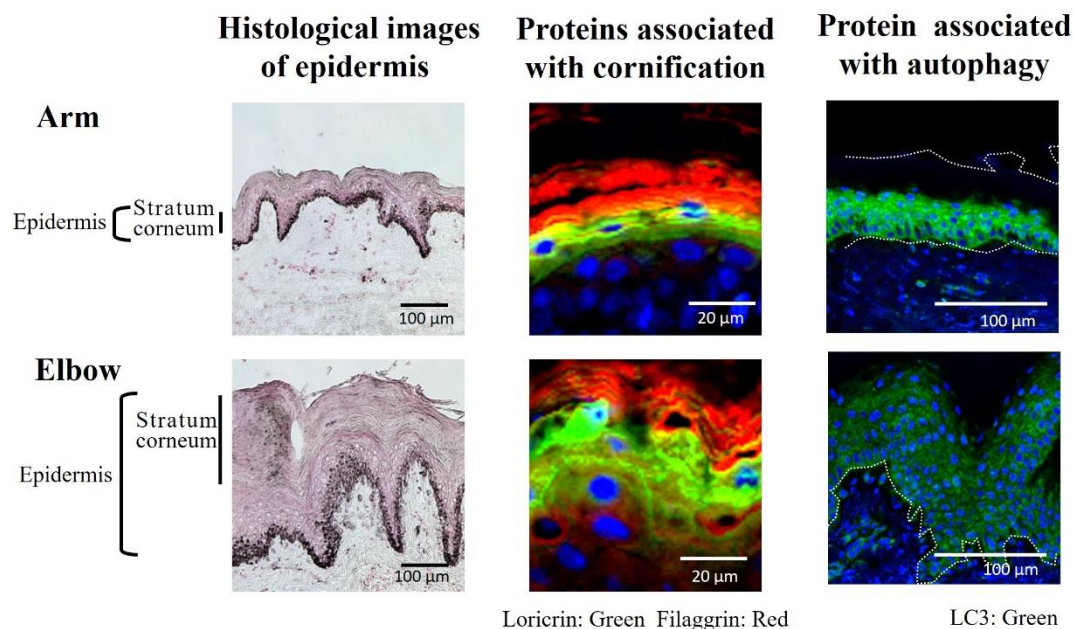 Histological images
of epidermis
Proteins associated
with cornification
Protein associated
with autophagy
Arm
Epidermis
Stratum
corneum
100 µm
20 µm
100 µm
Elbow
Stratum
corneum
Epidermis
100 µm
20 µm
100 µm
Loricrin: Green Filaggrin: Red
LC3: Green